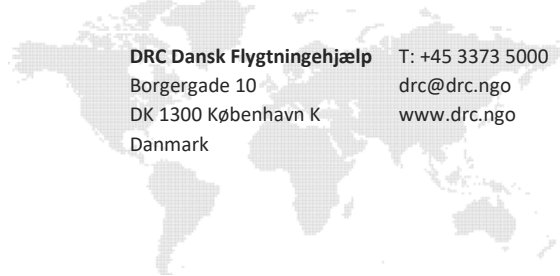 DRC Dansk Flygtningehjælp
Borgergade 10
DK 1300 København K
Danmark
T: +45 3373 5000
drc@drc.ngo
www.drc.ngo